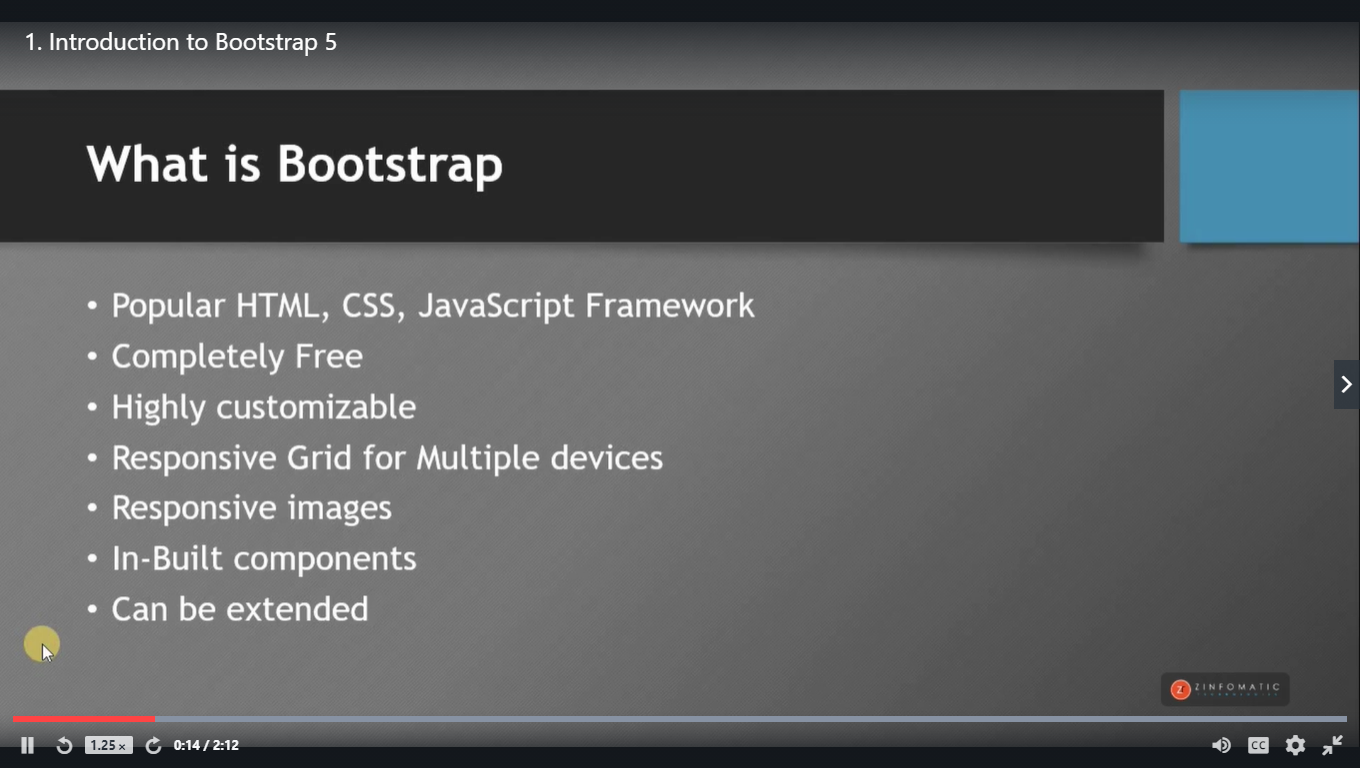 1. Introduction to Bootstrap 5
What is Bootstrap
• Popular HTML, CSS, JavaScript Framework
• Completely Free
• Highly customizable
• Responsive Grid for Multiple devices
• Responsive images
• In-Built components
• Can be extended
Z ZINFOMATIC
1.25 x 0:14 / 2:12 CC